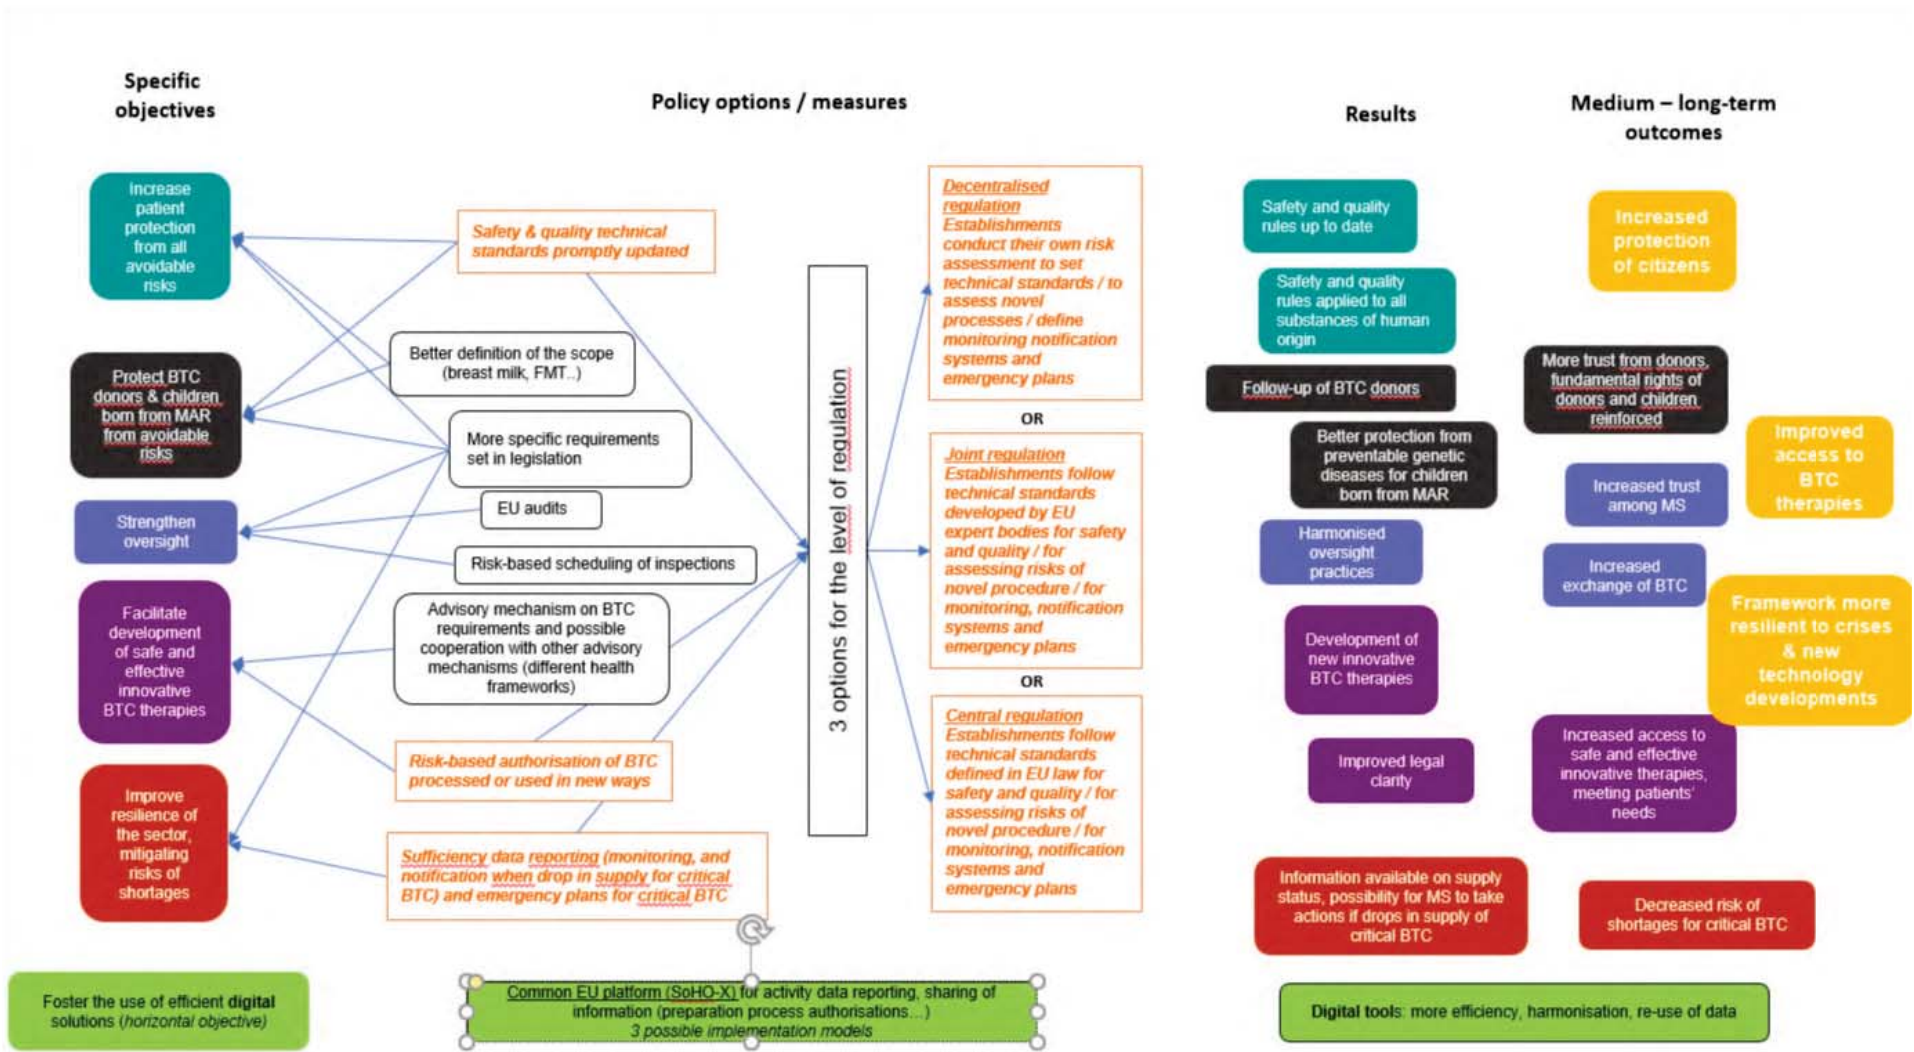 Specific
objectives
Policy options / measures
Results
Medium – long-term
outcomes
Increase
patient
protection
from all
avoidable
risks
Protect BTC
donors & children
born from MAR
from avoidable
risks
Strengthen
oversight
Facilitate
development
of safe and
effective
innovative
BTC therapies
Improve
resilience of
the sector,
mitigating
risks of
shortages
Foster the use of efficient digital
solutions (horizontal objective)
Safety & quality technical
standards promptly updated
Better definition of the scope
(breast milk, FMT..)
More specific requirements
set in legislation
EU audits
Risk-based scheduling of inspections
Advisory mechanism on BTC
requirements and possible
cooperation with other advisory
mechanisms (different health
frameworks)
Risk-based authorisation of BTC
processed or used in new ways
Sufficiency data reporting (monitoring, and
notification when drop in supply for critical
BTC) and emergency plans for critical BTC
Common EU platform (SoHO-X) for activity data reporting, sharing of
information (preparation process authorisations…)
3 possible implementation models
3 options for the level of regulation
Decentralised
regulation
Establishments
conduct their own risk
assessment to set
technical standards / to
assess novel
processes / define
monitoring notification
systems and
emergency plans
OR
Joint regulation
Establishments follow
technical standards
developed by EU
expert bodies for safety
and quality / for
assessing risks of
novel procedure / for
monitoring, notification
systems and
emergency plans
OR
Central regulation
Establishments follow
technical standards
defined in EU law for
safety and quality / for
assessing risks of
novel procedure / for
monitoring, notification
systems and
emergency plans
Safety and quality
rules up to date
Safety and quality
rules applied to all
substances of human
origin
Follow-up of BTC donors
Better protection from
preventable genetic
diseases for children
born from MAR
Harmonised
oversight
practices
Development of
new innovative
BTC therapies
Improved legal
clarity
Information available on supply
status, possibility for MS to take
actions if drops in supply of
critical BTC
Digital tools: more efficiency, harmonisation, re-use of data
Increased
protection
of citizens
More trust from donors,
fundamental rights of
donors and children
reinforced
Improved
access to
BTC
therapies
Increased trust
among MS
Increased
exchange of BTC
Framework more
resilient to crises
& new
technology
developments
Increased access to
safe and effective
innovative therapies,
meeting patients'
needs
Decreased risk of
shortages for critical BTC